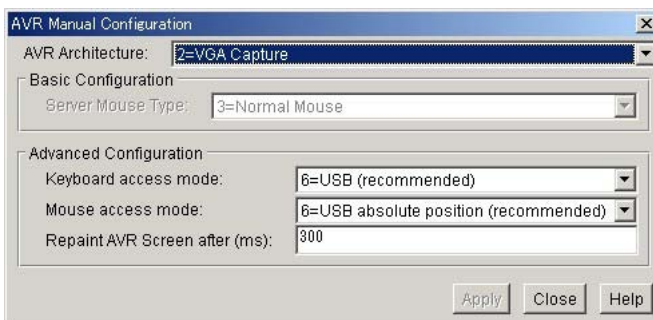 AVR Manual Configuration
AVR Architecture: 2=VGA Capture
Basic Configuration
Server Mouse Type: 3=Normal Mouse
Advanced Configuration
Keyboard access mode: 6=USB (recommended)
Mouse access mode: 6=USB absolute position (recommended)
Repaint AVR Screen after (ms): 300
Apply Close Help